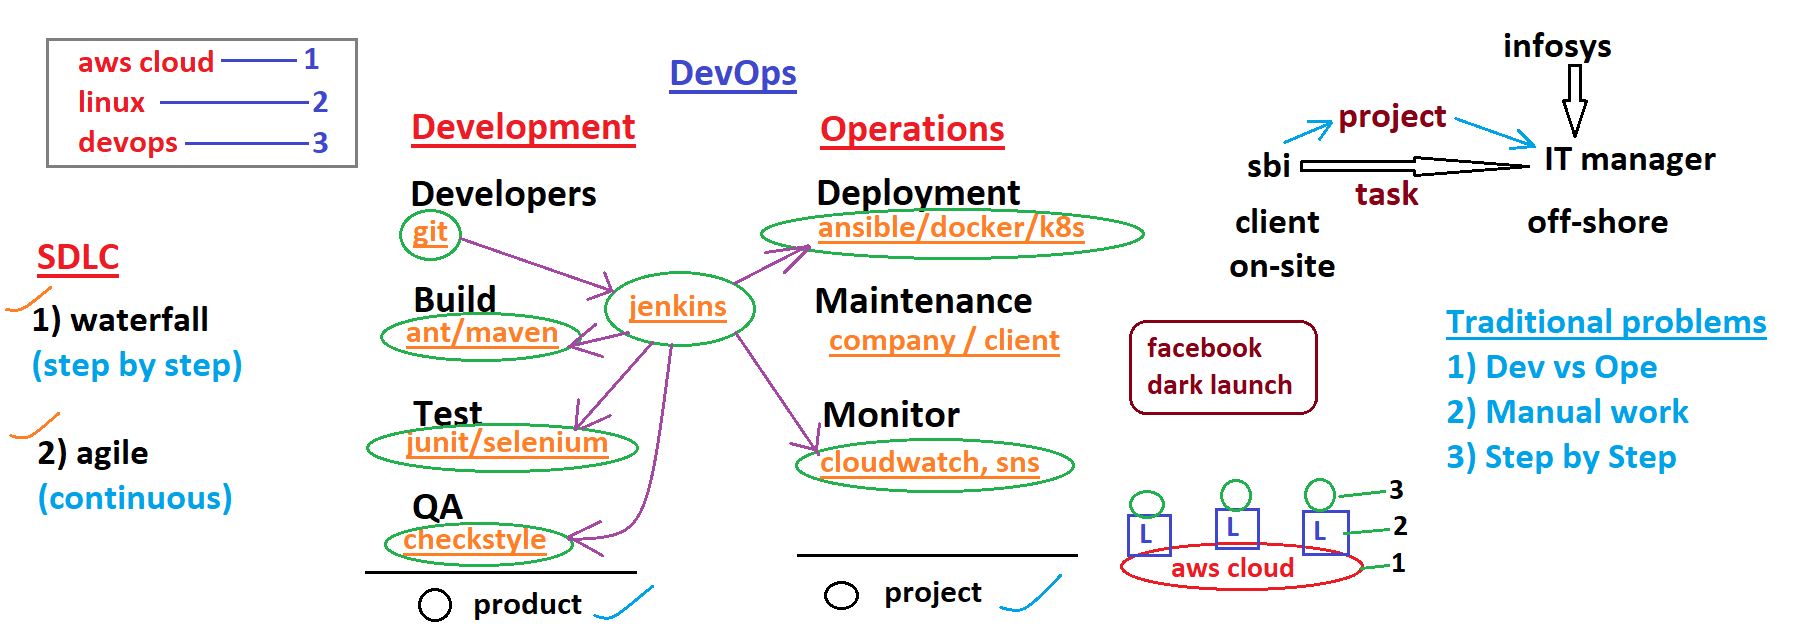 aws cloud 1
linux 2
devops 3
SDLC
1) waterfall
(step by step)
2) agile
(continuous)
DevOps
Development
Developers
git
Build
ant/maven
Test
junit/selenium
QA
checkstyle
product
jenkins
Operations
Deployment
ansible/docker/k8s
Maintenance
company / client
Monitor
cloudwatch, sns
project
infosys
project
sbi
IT manager
task
client
off-shore
on-site
facebook
dark launch
Traditional problems
1) Dev vs Ope
2) Manual work
3) Step by Step
3
L L L 2
aws cloud 1